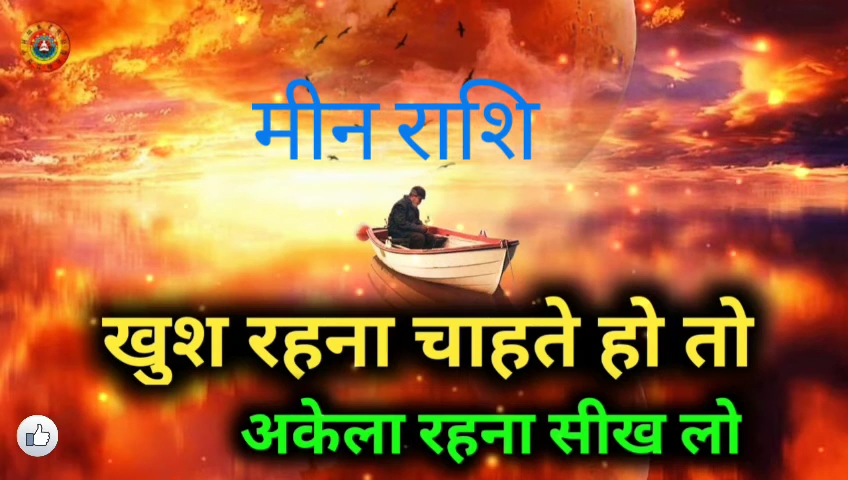 मीन राशि
खुश रहना चाहते हो तो
अकेला रहना सीख लो